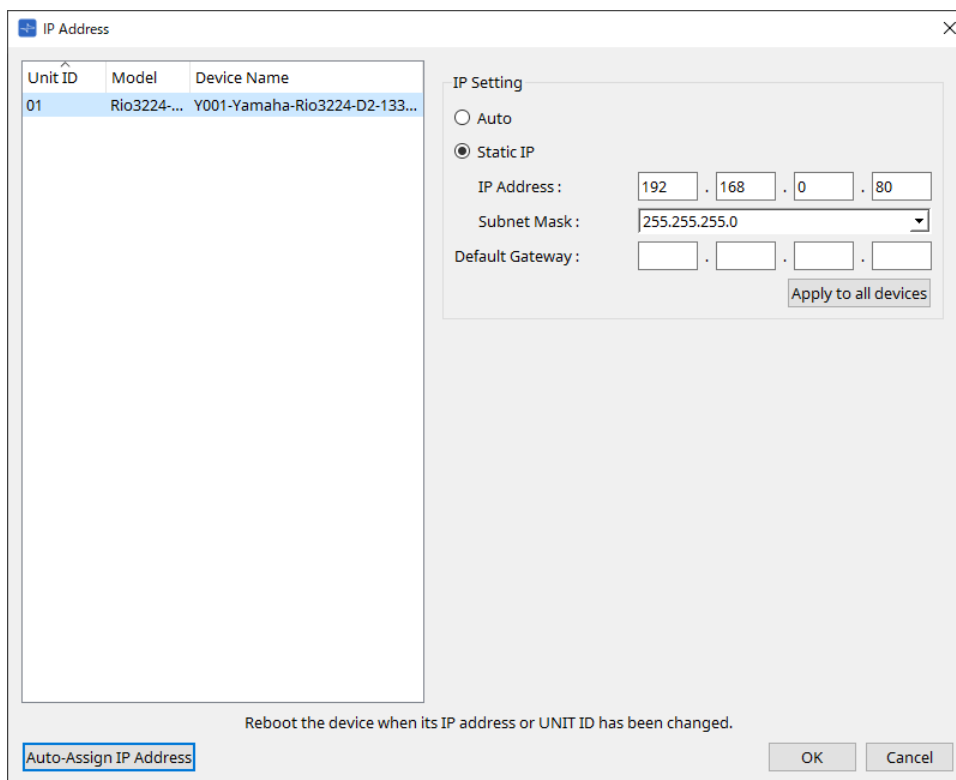 IP Address
Unit ID Model Device Name
01 Rio3224-... Y001-Yamaha-Rio3224-D2-133...
IP Setting
Auto
Static IP
IP Address : 192 . 168 . 0 . 80
Subnet Mask : 255.255.255.0
Default Gateway : . . .
Apply to all devices
Reboot the device when its IP address or UNIT ID has been changed.
Auto-Assign IP Address OK Cancel